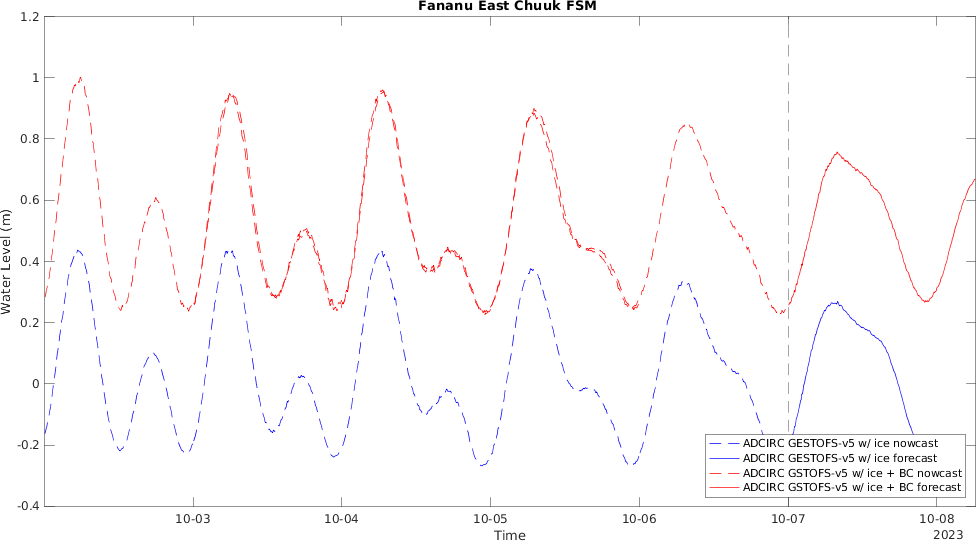 Fananu East Chuuk FSM
1.2
1
0.8
0.6
0.4
0.2
0
-0.2
-0.4
Water Level (m)
10-03
10-04
10-05
10-06
10-07
10-08
Time
2023
ADCIRC GESTOFS-v5 w/ ice nowcast
ADCIRC GESTOFS-v5 w/ ice forecast
ADCIRC GSTOFS-v5 w/ ice + BC nowcast
ADCIRC GSTOFS-v5 w/ ice + BC forecast